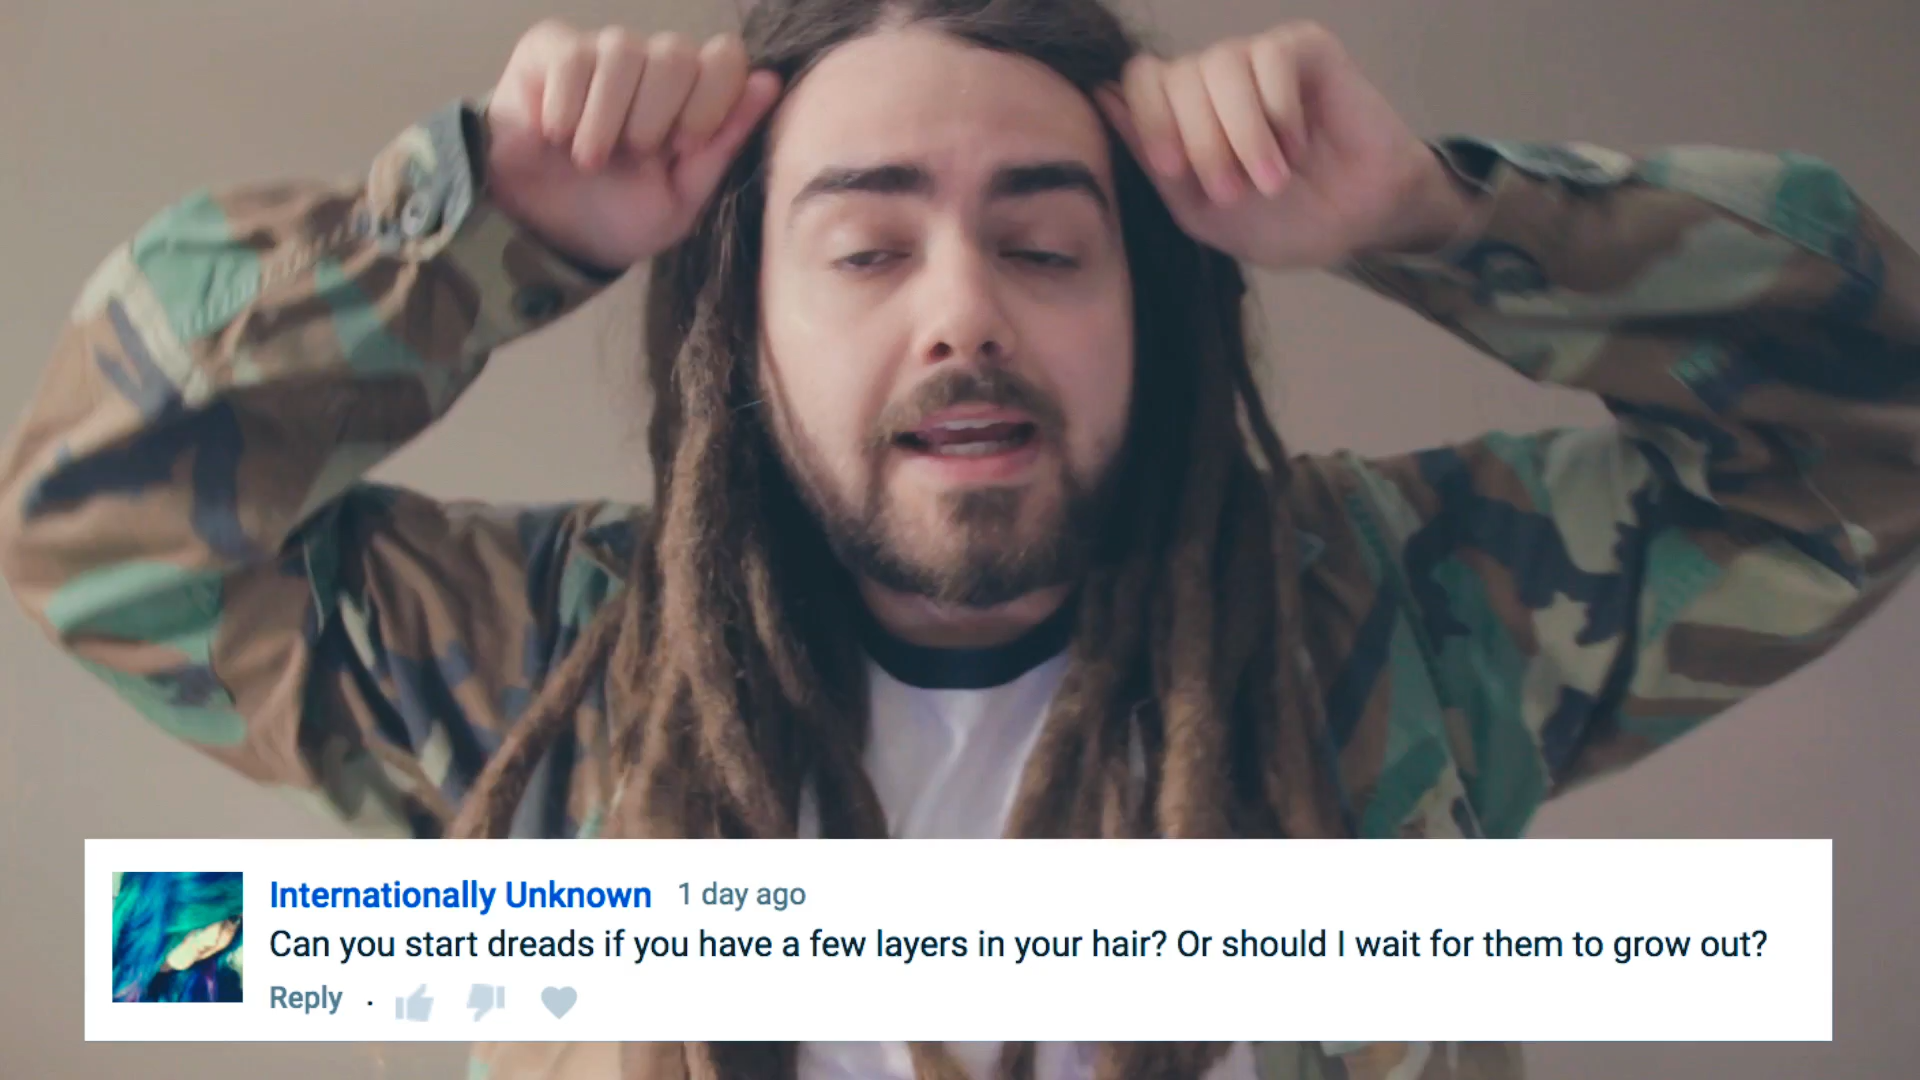 Internationally Unknown 1 day ago
Can you start dreads if you have a few layers in your hair? Or should I wait for them to grow out?
Reply .